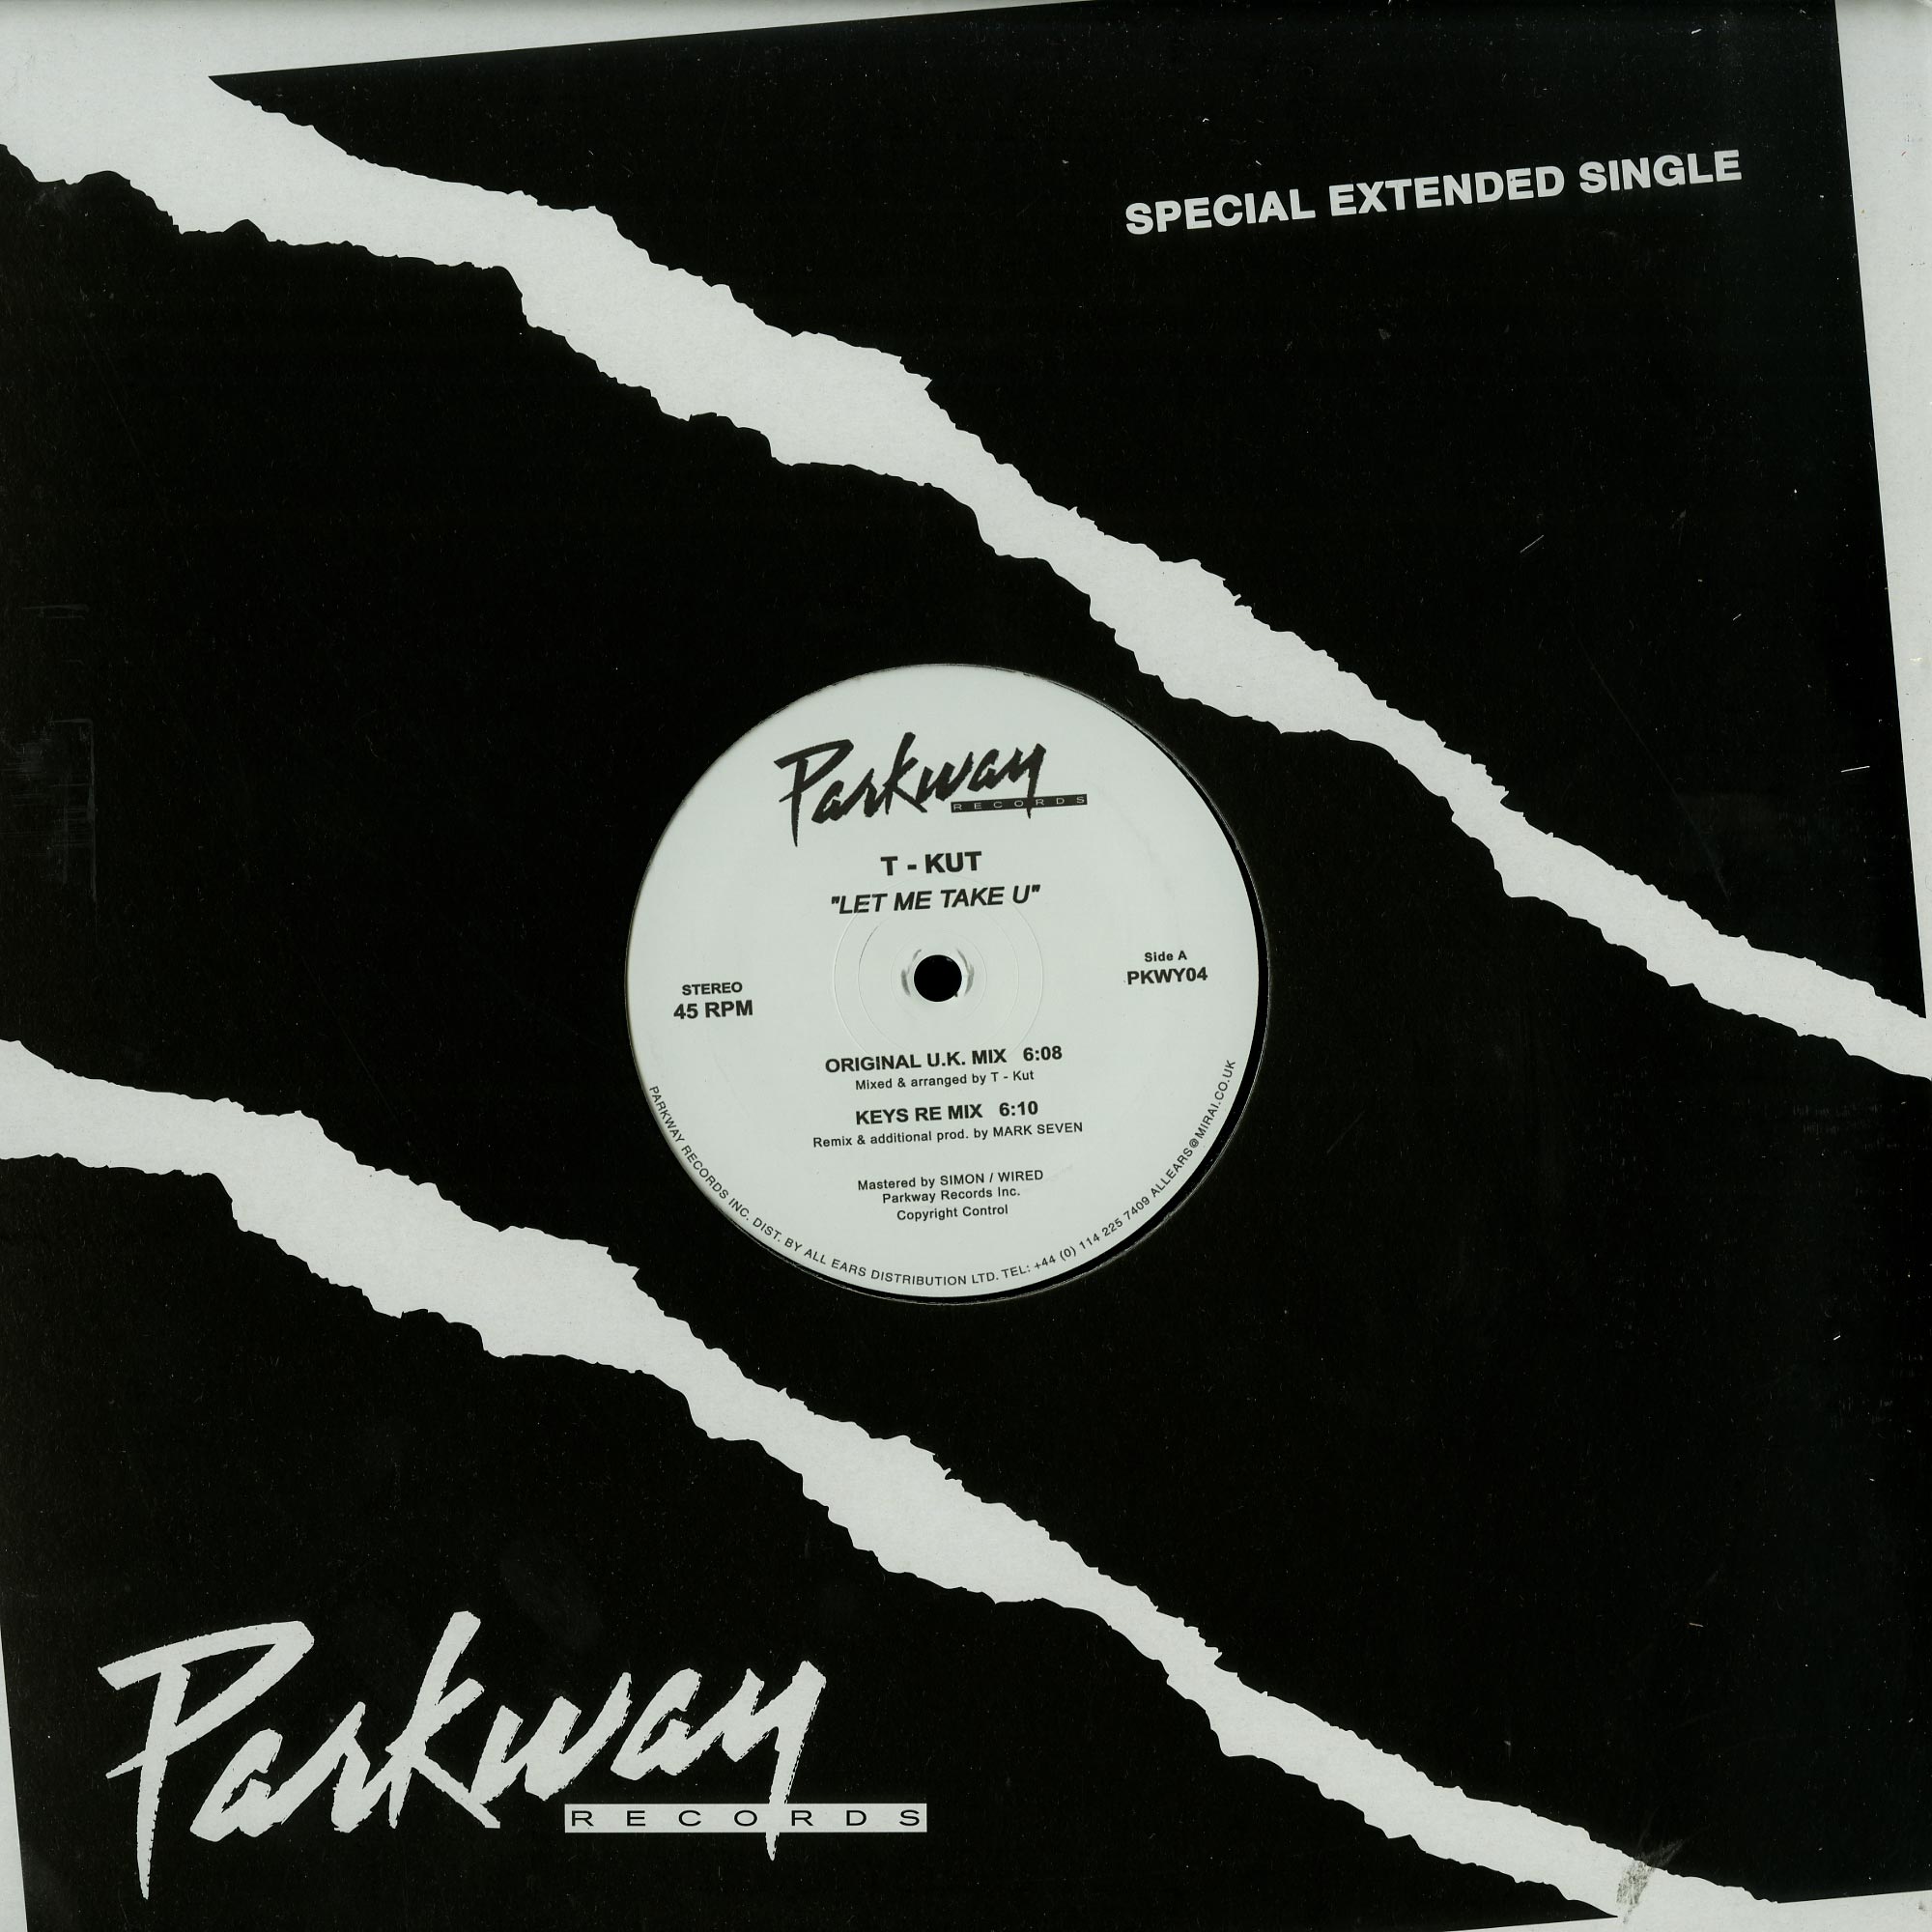 SPECIAL EXTENDED SINGLE
Parkway
RECORDS
T - KUT
"LET ME TAKE U"
STEREO
45 RPM
Side A
PKWY04
ORIGINAL U.K. MIX 6:08
Mixed & arranged by T - Kut
KEYS RE MIX 6:10
Remix & additional prod. by MARK SEVEN
Mastered by SIMON / WIRED
Parkway Records Inc.
Copyright Control
PARKWAY RECORDS INC. DIST. BY ALL EARS DISTRIBUTION LTD. TEL: +44 (0) 114 225 7409 ALLEARS@MIRAI.CO.UK
Parkway
RECORDS